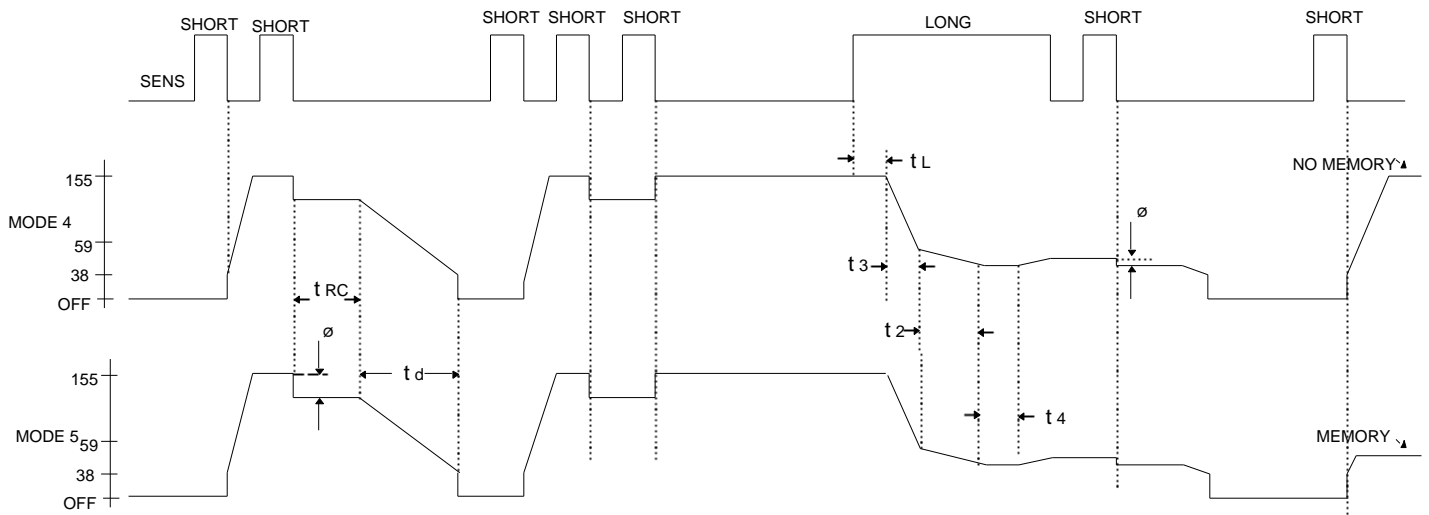 SHORT SHORT SHORT SHORT SHORT LONG SHORT SHORT
SENS
t L
NO MEMORY
155
MODE 4
ø
59
t 3
38
OFF
t RC
t 2
ø
155
t d
t 4
MODE 5
59
MEMORY
38
OFF